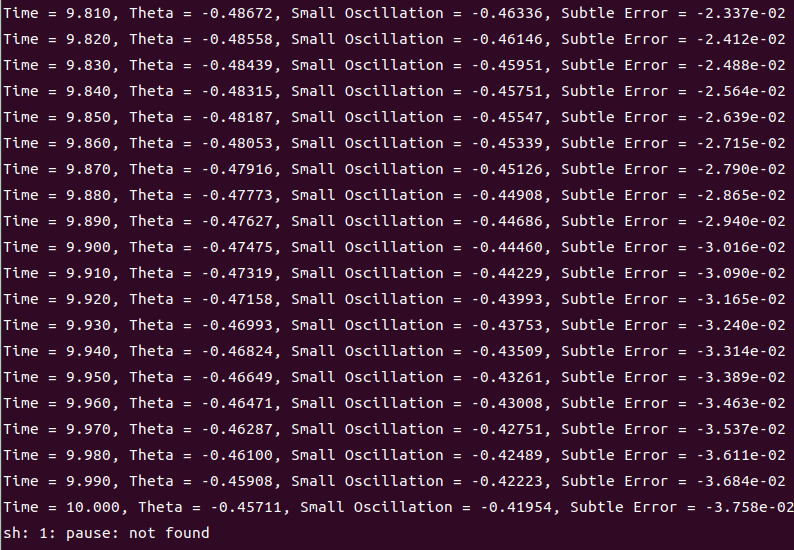 Time = 9.810, Theta = -0.48672, Small Oscillation = -0.46336, Subtle Error = -2.337e-02
Time = 9.820, Theta = -0.48558, Small Oscillation = -0.46146, Subtle Error = -2.412e-02
Time = 9.830, Theta = -0.48439, Small Oscillation = -0.45951, Subtle Error = -2.488e-02
Time = 9.840, Theta = -0.48315, Small Oscillation = -0.45751, Subtle Error = -2.564e-02
Time = 9.850, Theta = -0.48187, Small Oscillation = -0.45547, Subtle Error = -2.639e-02
Time = 9.860, Theta = -0.48053, Small Oscillation = -0.45339, Subtle Error = -2.715e-02
Time = 9.870, Theta = -0.47916, Small Oscillation = -0.45126, Subtle Error = -2.790e-02
Time = 9.880, Theta = -0.47773, Small Oscillation = -0.44908, Subtle Error = -2.865e-02
Time = 9.890, Theta = -0.47627, Small Oscillation = -0.44686, Subtle Error = -2.940e-02
Time = 9.900, Theta = -0.47475, Small Oscillation = -0.44460, Subtle Error = -3.016e-02
Time = 9.910, Theta = -0.47319, Small Oscillation = -0.44229, Subtle Error = -3.090e-02
Time = 9.920, Theta = -0.47158, Small Oscillation = -0.43993, Subtle Error = -3.165e-02
Time = 9.930, Theta = -0.46993, Small Oscillation = -0.43753, Subtle Error = -3.240e-02
Time = 9.940, Theta = -0.46824, Small Oscillation = -0.43509, Subtle Error = -3.314e-02
Time = 9.950, Theta = -0.46649, Small Oscillation = -0.43261, Subtle Error = -3.389e-02
Time = 9.960, Theta = -0.46471, Small Oscillation = -0.43008, Subtle Error = -3.463e-02
Time = 9.970, Theta = -0.46287, Small Oscillation = -0.42751, Subtle Error = -3.537e-02
Time = 9.980, Theta = -0.46100, Small Oscillation = -0.42489, Subtle Error = -3.611e-02
Time = 9.990, Theta = -0.45908, Small Oscillation = -0.42223, Subtle Error = -3.684e-02
Time = 10.000, Theta = -0.45711, Small Oscillation = -0.41954, Subtle Error = -3.758e-02
sh: 1: pause: not found